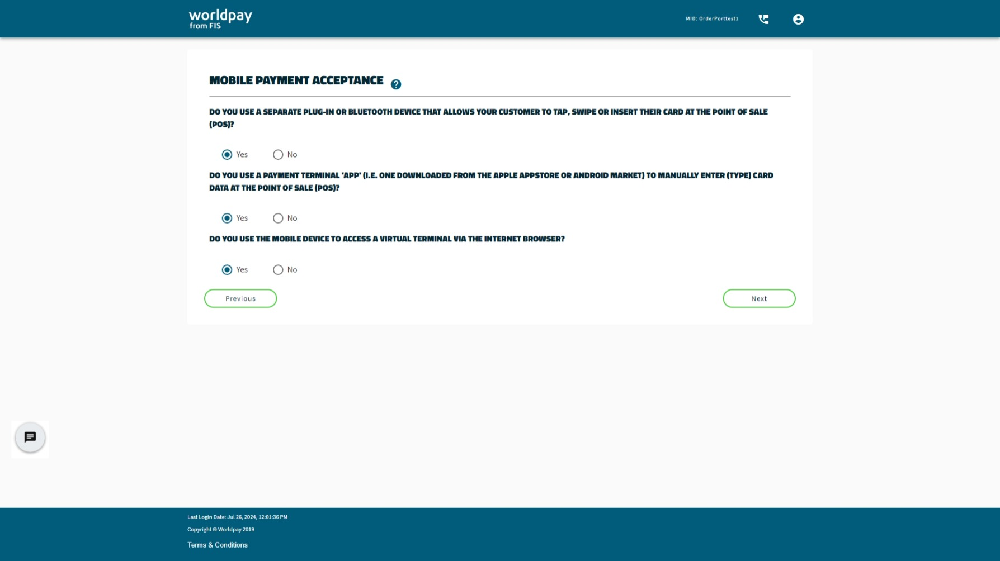 worldpay
from FIS
MID: OrderPorttest1
MOBILE PAYMENT ACCEPTANCE ?
DO YOU USE A SEPARATE PLUG-IN OR BLUETOOTH DEVICE THAT ALLOWS YOUR CUSTOMER TO TAP, SWIPE OR INSERT THEIR CARD AT THE POINT OF SALE
(POS)?
Yes No
DO YOU USE A PAYMENT TERMINAL 'APP' (I.E. ONE DOWNLOADED FROM THE APPLE APPSTORE OR ANDROID MARKET) TO MANUALLY ENTER (TYPE) CARD
DATA AT THE POINT OF SALE (POS)?
Yes No
DO YOU USE THE MOBILE DEVICE TO ACCESS A VIRTUAL TERMINAL VIA THE INTERNET BROWSER?
Yes No
Previous Next
Last Login Date: Jul 26, 2024, 12:01:36 PM
Copyright © Worldpay 2019
Terms & Conditions